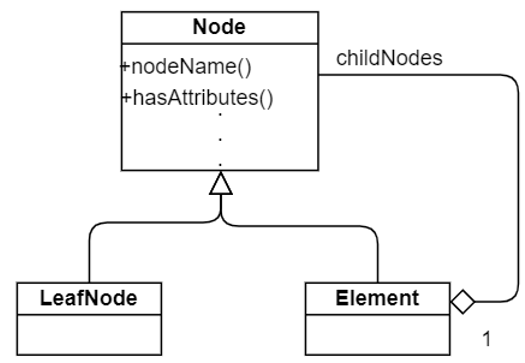 Node
+nodeName()
childNodes
+hasAttributes()
.
.
.
LeafNode
Element
1